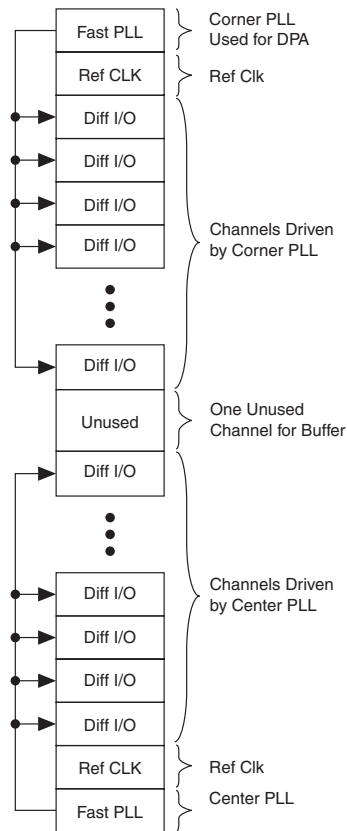 Fast PLL
Corner PLL
Used for DPA
Ref CLK
Ref Clk
Diff I/O
Diff I/O
Diff I/O
Diff I/O
Channels Driven
by Corner PLL
Diff I/O
Unused
One Unused
Channel for Buffer
Diff I/O
Diff I/O
Channels Driven
by Center PLL
Diff I/O
Diff I/O
Diff I/O
Ref CLK
Ref Clk
Fast PLL
Center PLL